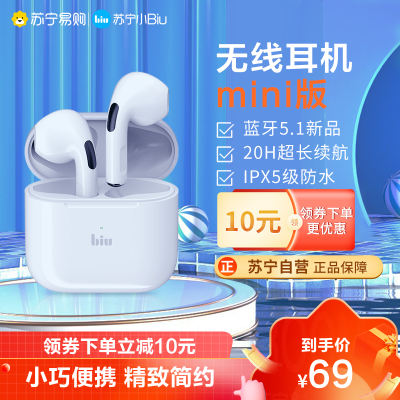 苏宁易购 biu 苏宁小Biu
无线耳机
mini版
蓝牙5.1新品
20H超长续航
IPX5级防水
10元 领券下单
更优惠
正 苏宁自营 正品保障
biu
领券下单立减10元
小巧便携 精致简约
到手价
¥69